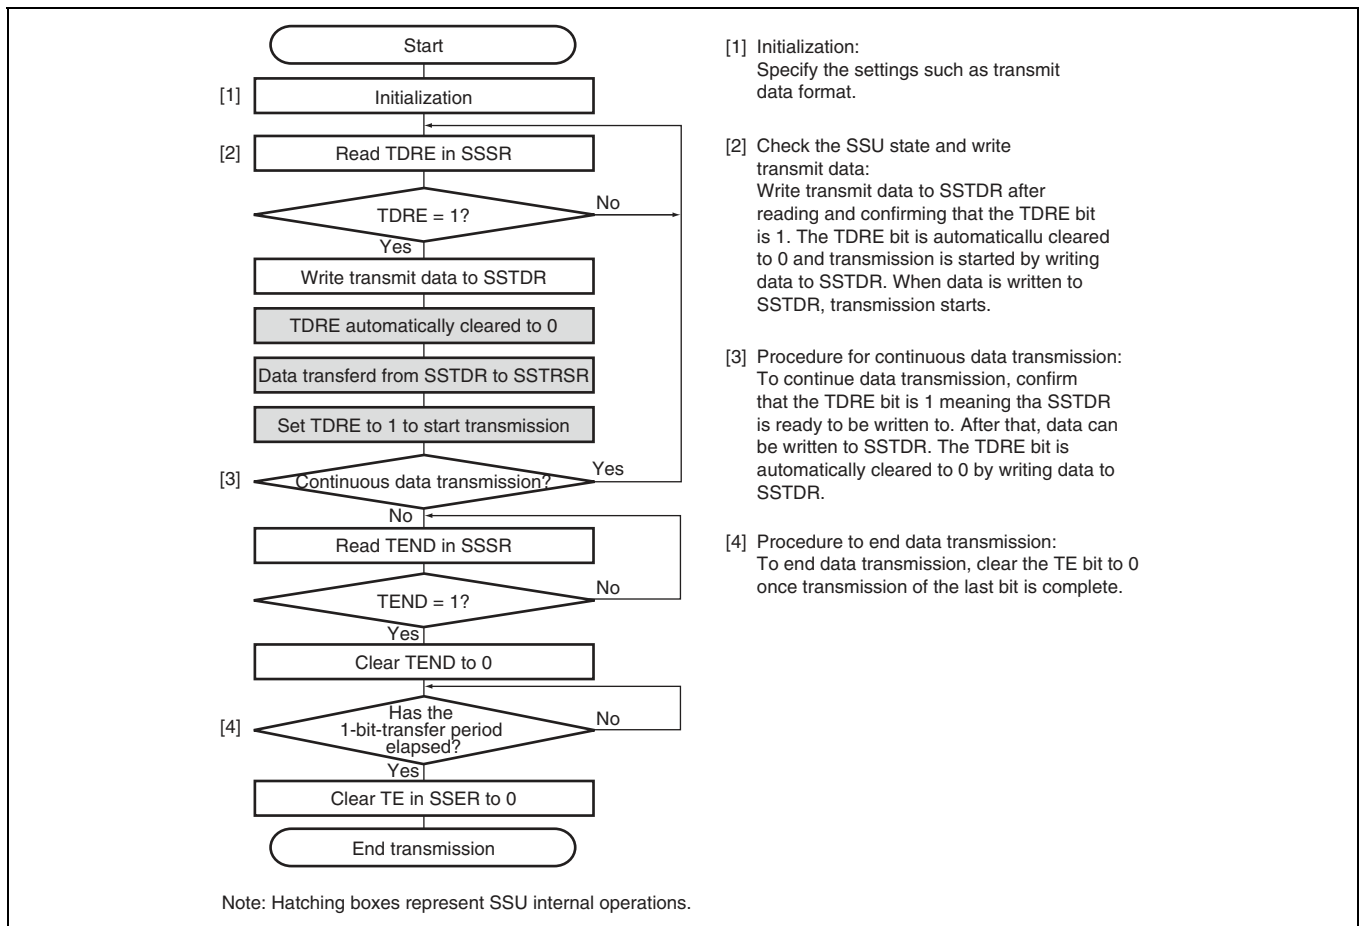 Start
[1] Initialization
[2] Read TDRE in SSSR
TDRE = 1?
No
Yes
Write transmit data to SSTDR
TDRE automatically cleared to 0
Data transferd from SSTDR to SSTRSR
Set TDRE to 1 to start transmission
[3] Continuous data transmission?
Yes
No
Read TEND in SSSR
TEND = 1?
No
Yes
Clear TEND to 0
[4] Has the
1-bit-transfer period
elapsed?
No
Yes
Clear TE in SSER to 0
End transmission
[1] Initialization:
Specify the settings such as transmit
data format.
[2] Check the SSU state and write
transmit data:
Write transmit data to SSTDR after
reading and confirming that the TDRE bit
is 1. The TDRE bit is automaticallu cleared
to 0 and transmission is started by writing
data to SSTDR. When data is written to
SSTDR, transmission starts.
[3] Procedure for continuous data transmission:
To continue data transmission, confirm
that the TDRE bit is 1 meaning tha SSTDR
is ready to be written to. After that, data can
be written to SSTDR. The TDRE bit is
automatically cleared to 0 by writing data to
SSTDR.
[4] Procedure to end data transmission:
To end data transmission, clear the TE bit to 0
once transmission of the last bit is complete.
Note: Hatching boxes represent SSU internal operations.